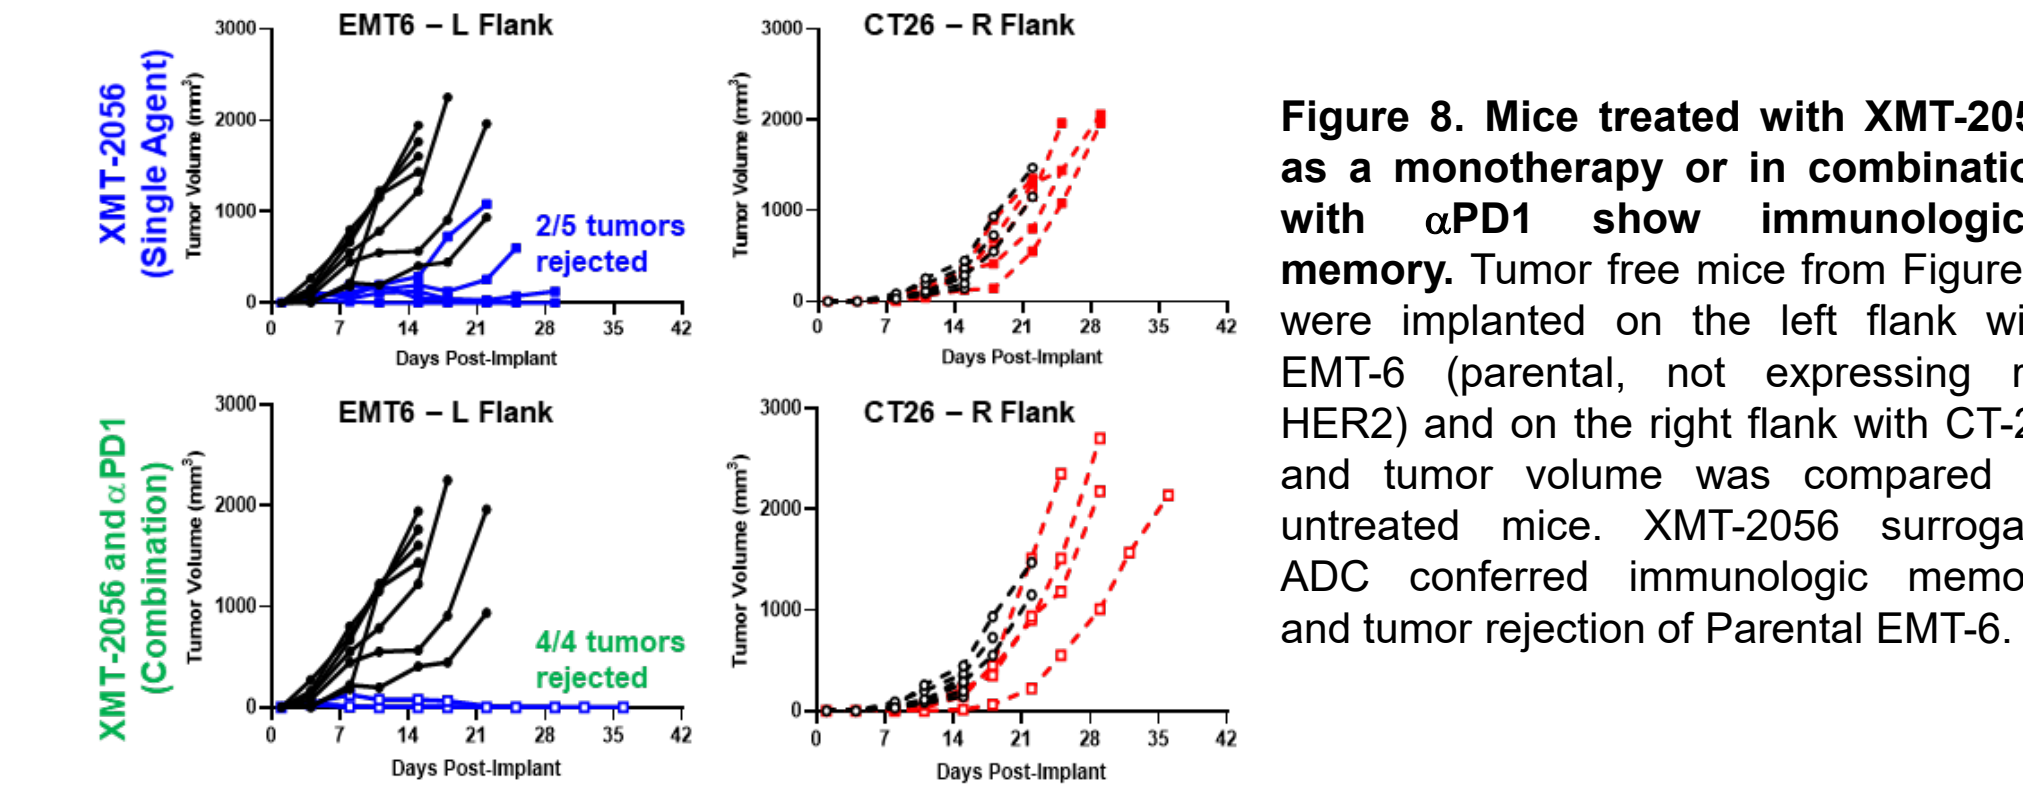 EMT6 – L Flank
XMT-2056
(Single Agent)
Tumor Volume (mm³)
3000
2000
1000
0
2/5 tumors
rejected
0 7 14 21 28 35 42
Days Post-Implant
CT26 – R Flank
Tumor Volume (mm³)
3000
2000
1000
0
0 7 14 21 28 35 42
Days Post-Implant
EMT6 – L Flank
XMT-2056 and αPD1
(Combination)
Tumor Volume (mm³)
3000
2000
1000
0
4/4 tumors
rejected
0 7 14 21 28 35 42
Days Post-Implant
CT26 – R Flank
Tumor Volume (mm³)
3000
2000
1000
0
0 7 14 21 28 35 42
Days Post-Implant
Figure 8. Mice treated with XMT-205
as a monotherapy or in combinatio
with αPD1 show immunologic
memory. Tumor free mice from Figure
were implanted on the left flank wi
EMT-6 (parental, not expressing
HER2) and on the right flank with CT-2
and tumor volume was compared
untreated mice. XMT-2056 surroga
ADC conferred immunologic memo
and tumor rejection of Parental EMT-6.